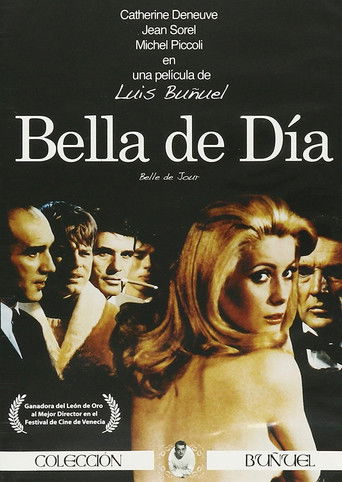 Catherine Deneuve
Jean Sorel
Michel Piccoli
en
una película de
Luis Buñuel
Bella de Día
Belle de Jour
Ganadora del León de Oro
al Mejor Director en el
Festival de Cine de Venecia
COLECCIÓN BUÑUEL